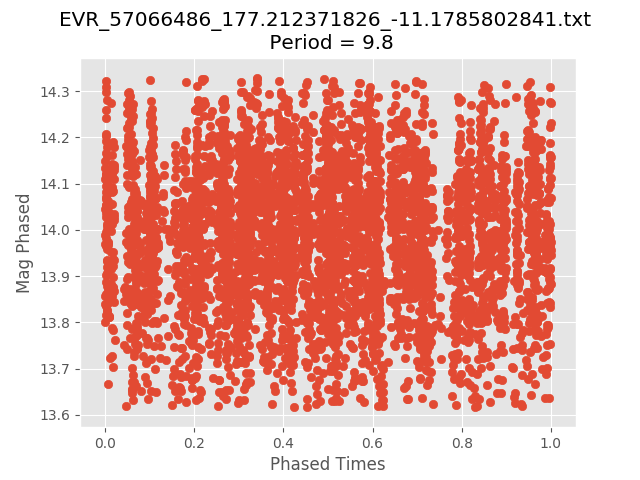 EVR_57066486_177.212371826_-11.1785802841.txt
Period = 9.8
14.3
14.2
14.1
14.0
13.9
13.8
13.7
13.6
Mag Phased
0.0 0.2 0.4 0.6 0.8 1.0
Phased Times